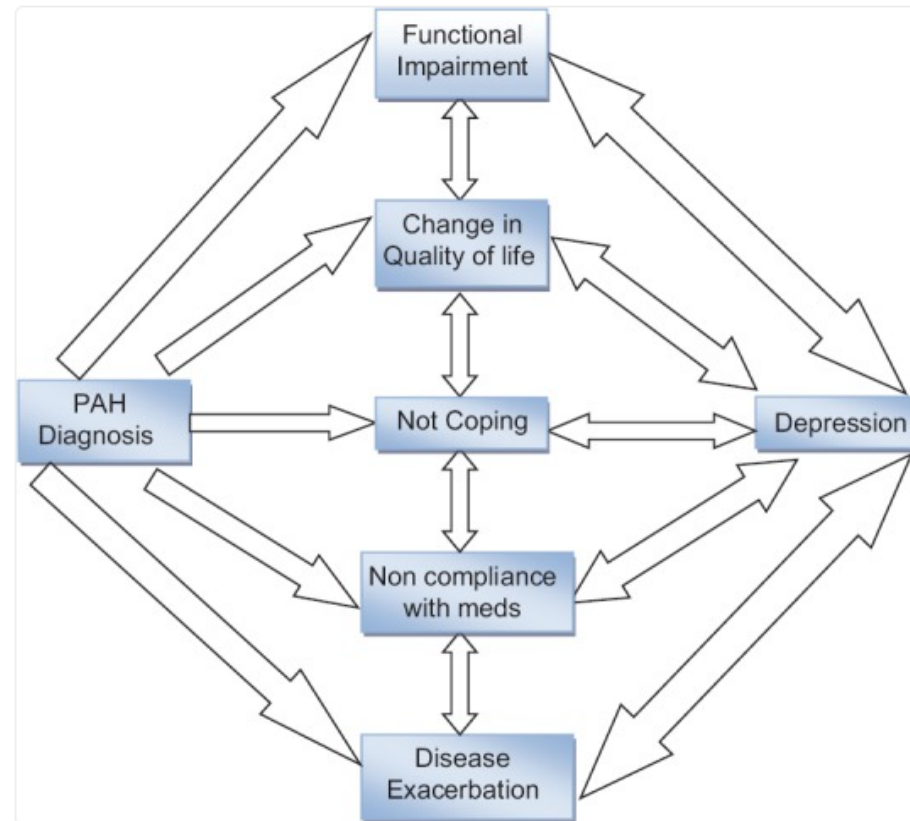 Functional
Impairment
Change in
Quality of life
PAH
Diagnosis
Not Coping
Depression
Non compliance
with meds
Disease
Exacerbation